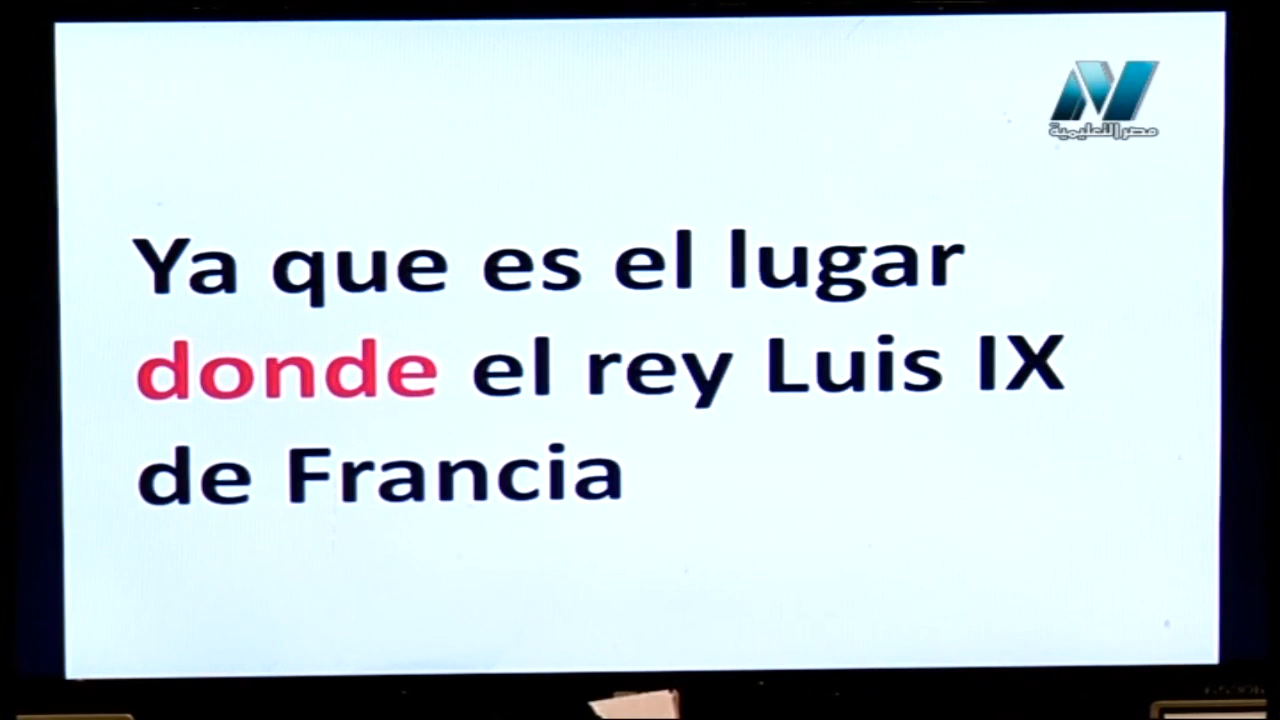 مصر التعليمية
Ya que es el lugar
donde el rey Luis IX
de Francia